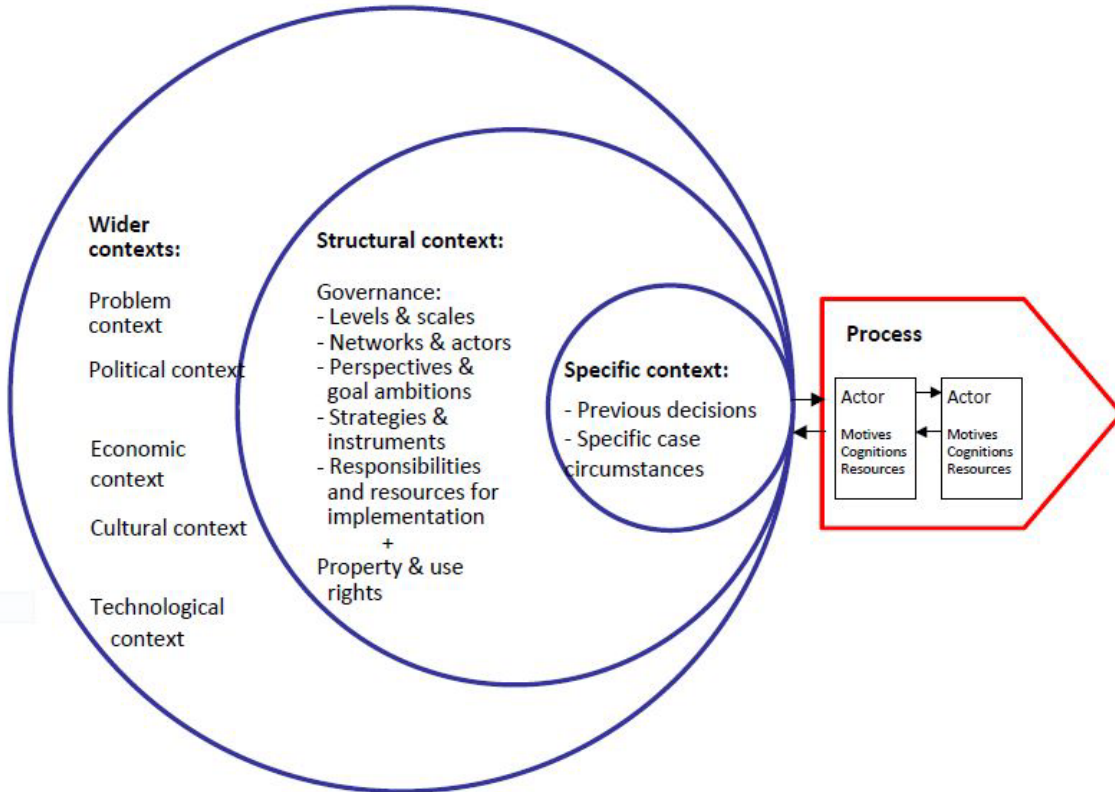 Wider
contexts:
Problem
context
Political context
Economic
context
Cultural context
Technological
context
Structural context:
Governance:
- Levels & scales
- Networks & actors
- Perspectives &
goal ambitions
- Strategies &
instruments
- Responsibilities
and resources for
implementation
+
Property & use
rights
Specific context:
- Previous decisions
- Specific case
circumstances
Process
Actor
Motives
Cognitions
Resources
Actor
Motives
Cognitions
Resources